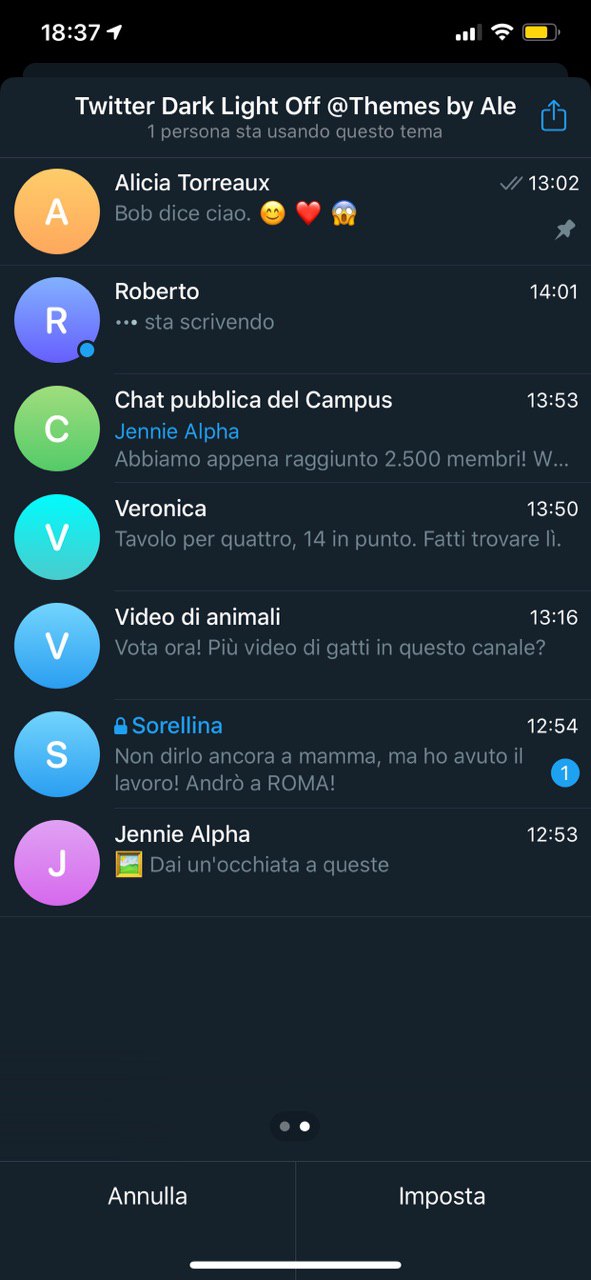 18:37
Twitter Dark Light Off @Themes by Ale
1 persona sta usando questo tema
A
Alicia Torreaux
13:02
Bob dice ciao. 😊 ❤️ 😱
R
Roberto
14:01
••• sta scrivendo
C
Chat pubblica del Campus
13:53
Jennie Alpha
Abbiamo appena raggiunto 2.500 membri! W...
V
Veronica
13:50
Tavolo per quattro, 14 in punto. Fatti trovare lì.
V
Video di animali
13:16
Vota ora! Più video di gatti in questo canale?
S
Sorellina
12:54
Non dirlo ancora a mamma, ma ho avuto il
lavoro! Andrò a ROMA!
1
J
Jennie Alpha
12:53
🖼️ Dai un'occhiata a queste
Annulla
Imposta